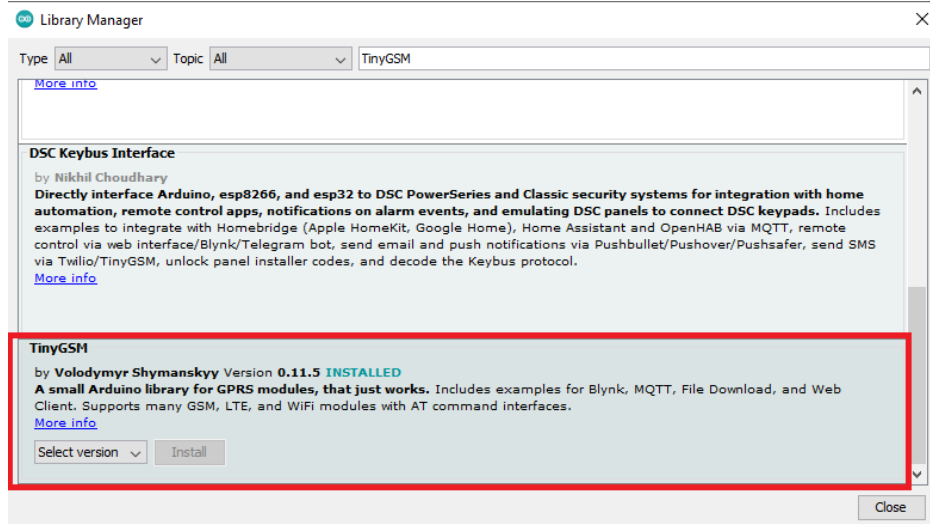 Library Manager
Type All Topic All TinyGSM
More info
DSC Keybus Interface
by Nikhil Choudhary
Directly interface Arduino, esp8266, and esp32 to DSC PowerSeries and Classic security systems for integration with home
automation, remote control apps, notifications on alarm events, and emulating DSC panels to connect DSC keypads. Includes
examples to integrate with Homebridge (Apple HomeKit, Google Home), Home Assistant and OpenHAB via MQTT, remote
control via web interface/Blynk/Telegram bot, send email and push notifications via Pushbullet/Pushover/Pushsafer, send SMS
via Twilio/TinyGSM, unlock panel installer codes, and decode the Keybus protocol.
More info
TinyGSM
by Volodymyr Shymanskyy Version 0.11.5 INSTALLED
A small Arduino library for GPRS modules, that just works. Includes examples for Blynk, MQTT, File Download, and Web
Client. Supports many GSM, LTE, and WiFi modules with AT command interfaces.
More info
Select version Install
Close